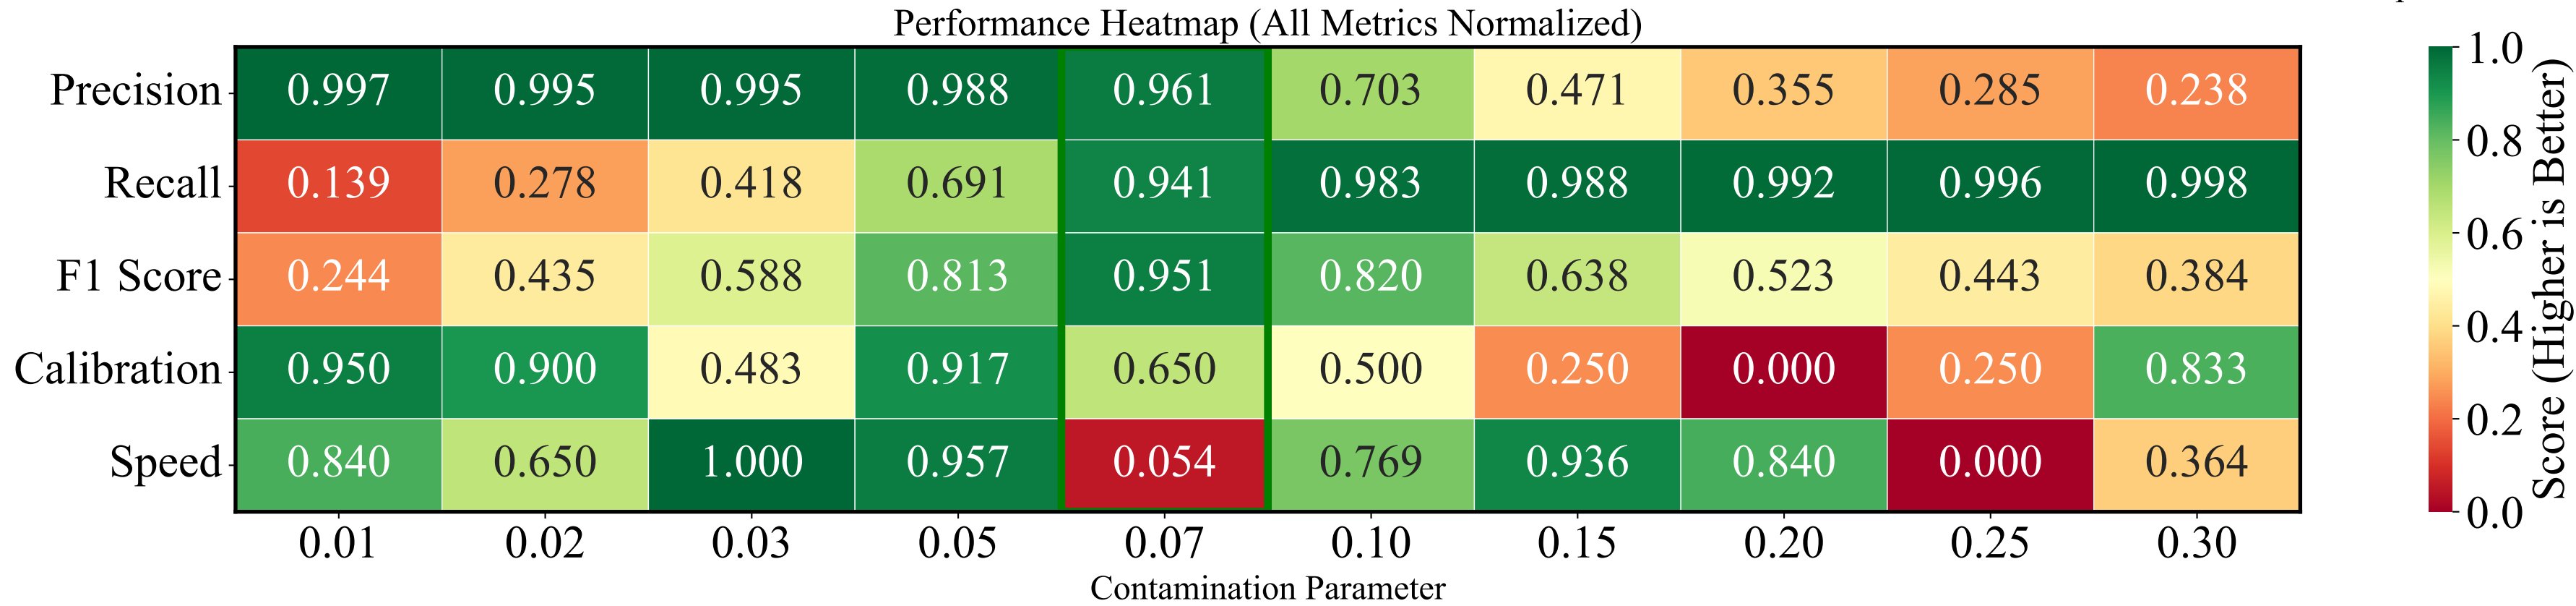 Performance Heatmap (All Metrics Normalized)
Precision 0.997 0.995 0.995 0.988 0.961 0.703 0.471 0.355 0.285 0.238
Recall 0.139 0.278 0.418 0.691 0.941 0.983 0.988 0.992 0.996 0.998
F1 Score 0.244 0.435 0.588 0.813 0.951 0.820 0.638 0.523 0.443 0.384
Calibration 0.950 0.900 0.483 0.917 0.650 0.500 0.250 0.000 0.250 0.833
Speed 0.840 0.650 1.000 0.957 0.054 0.769 0.936 0.840 0.000 0.364
0.01 0.02 0.03 0.05 0.07 0.10 0.15 0.20 0.25 0.30
Contamination Parameter
1.0
0.8
0.6
0.4
0.2
0.0
Score (Higher is Better)